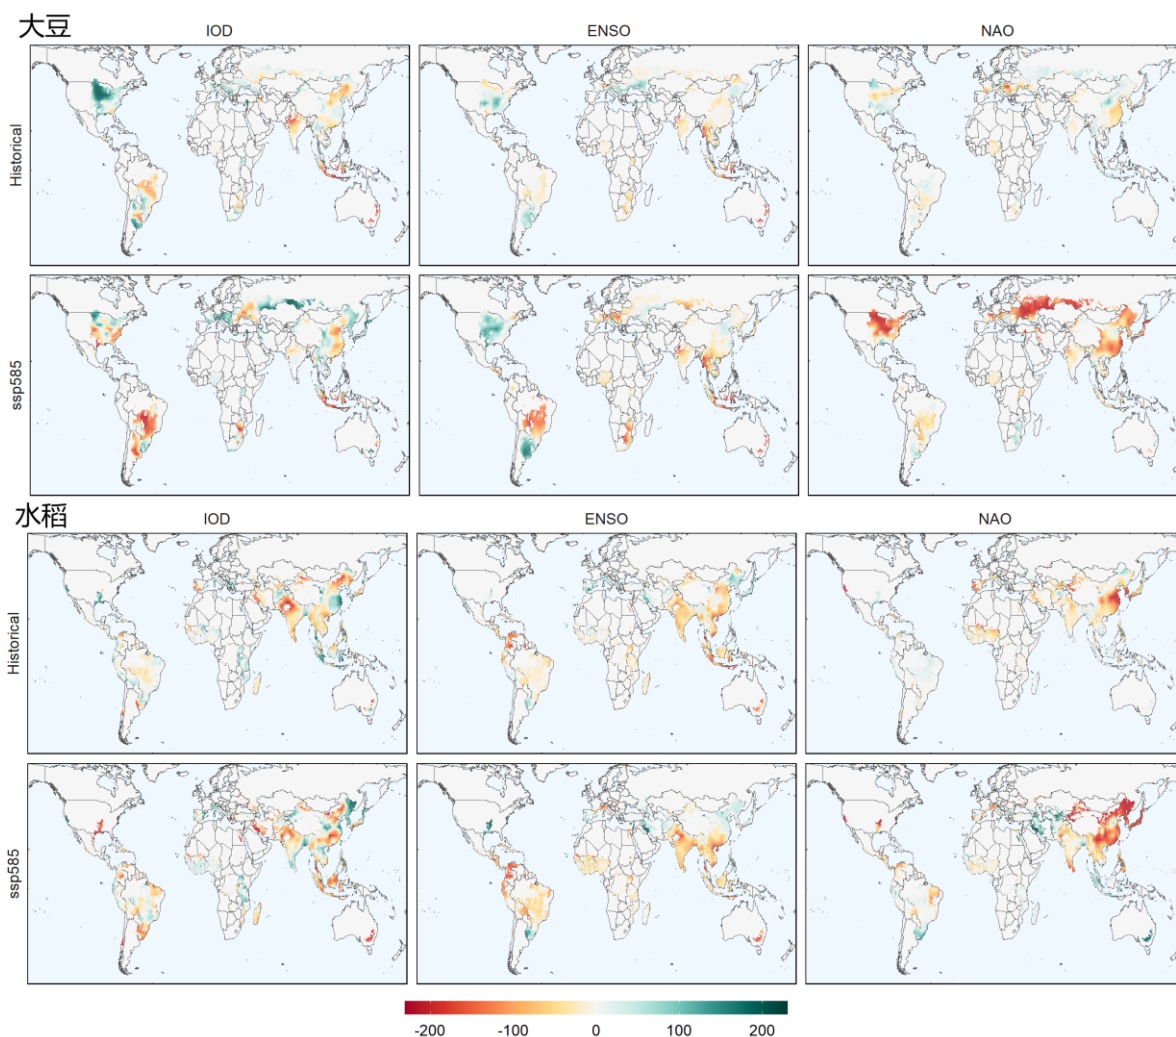 大豆
IOD ENSO NAO
Historical
ssp585
水稻
IOD ENSO NAO
Historical
ssp585
-200 -100 0 100 200